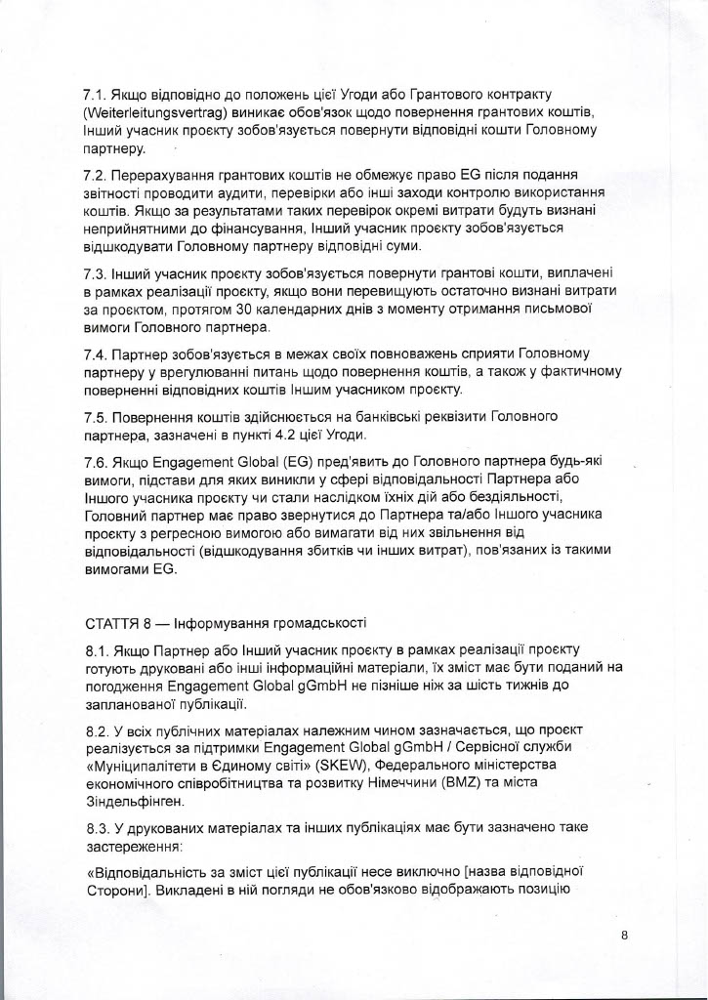 7.1. Якщо відповідно до положень цієї Угоди або Грантового контракту
(Weiterleitungsvertrag) виникає обов'язок щодо повернення грантових коштів,
Інший учасник проєкту зобов'язується повернути відповідні кошти Головному
партнеру.
7.2. Перерахування грантових коштів не обмежує право EG після подання
звітності проводити аудити, перевірки або інші заходи контролю використання
коштів. Якщо за результатами таких перевірок окремі витрати будуть визнані
неприйнятними до фінансування, Інший учасник проєкту зобов'язується
відшкодувати Головному партнеру відповідні суми.
7.3. Інший учасник проєкту зобов'язується повернути грантові кошти, виплачені
в рамках реалізації проєкту, якщо вони перевищують остаточно визнані витрати
за проєктом, протягом 30 календарних днів з моменту отримання письмової
вимоги Головного партнера.
7.4. Партнер зобов'язується в межах своїх повноважень сприяти Головному
партнеру у врегулюванні питань щодо повернення коштів, а також у фактичному
поверненні відповідних коштів Іншим учасником проєкту.
7.5. Повернення коштів здійснюється на банківські реквізити Головного
партнера, зазначені в пункті 4.2 цієї Угоди.
7.6. Якщо Engagement Global (EG) пред'явить до Головного партнера будь-які
вимоги, підстави для яких виникли у сфері відповідальності Партнера або
Іншого учасника проєкту чи стали наслідком їхніх дій або бездіяльності,
Головний партнер має право звернутися до Партнера та/або Іншого учасника
проєкту з регресною вимогою або вимагати від них звільнення від
відповідальності (відшкодування збитків чи інших витрат), пов'язаних із такими
вимогами EG.
СТАТТЯ 8 — Інформування громадськості
8.1. Якщо Партнер або Інший учасник проєкту в рамках реалізації проєкту
готують друковані або інші інформаційні матеріали, їх зміст має бути поданий на
погодження Engagement Global gGmbH не пізніше ніж за шість тижнів до
запланованої публікації.
8.2. У всіх публічних матеріалах належним чином зазначається, що проєкт
реалізується за підтримки Engagement Global gGmbH / Сервісної служби
«Муніципалітети в Єдиному світі» (SKEW), Федерального міністерства
економічного співробітництва та розвитку Німеччини (BMZ) та міста
Зіндельфінген.
8.3. У друкованих матеріалах та інших публікаціях має бути зазначено таке
застереження:
«Відповідальність за зміст цієї публікації несе виключно [назва відповідної
Сторони]. Викладені в ній погляди не обов'язково відображають позицію
8